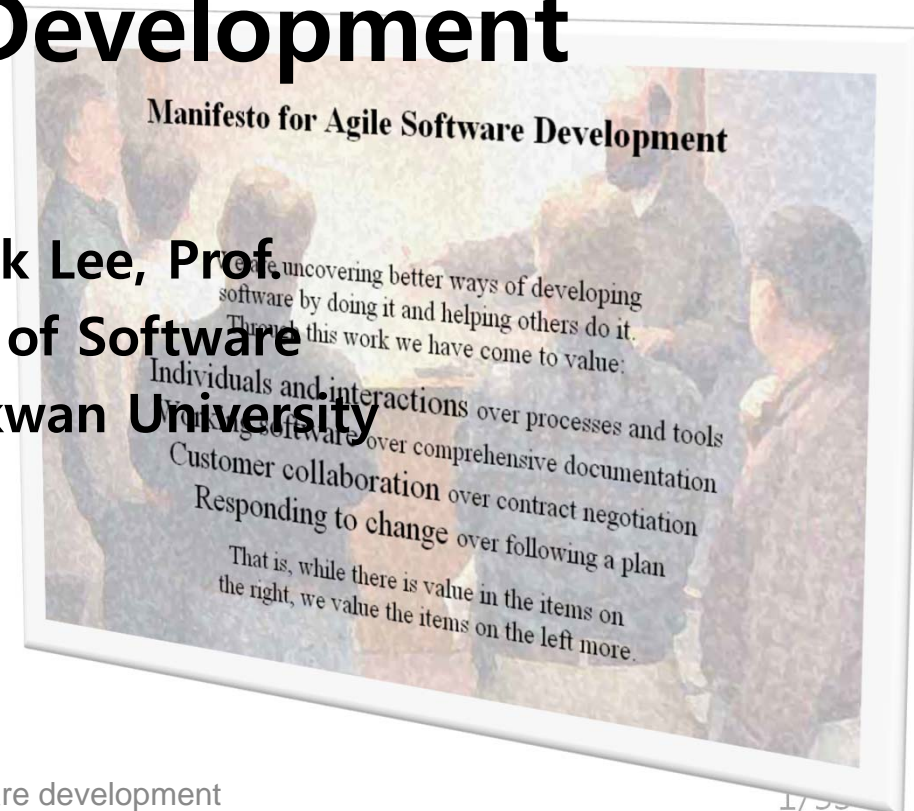 Development
Manifesto for Agile Software Development
k Lee, Prof.
of Software
kwan University
We are uncovering better ways of developing
software by doing it and helping others do it.
Through this work we have come to value:
Individuals and interactions over processes and tools
Working software over comprehensive documentation
Customer collaboration over contract negotiation
Responding to change over following a plan
That is, while there is value in the items on
the right, we value the items on the left more.
re development